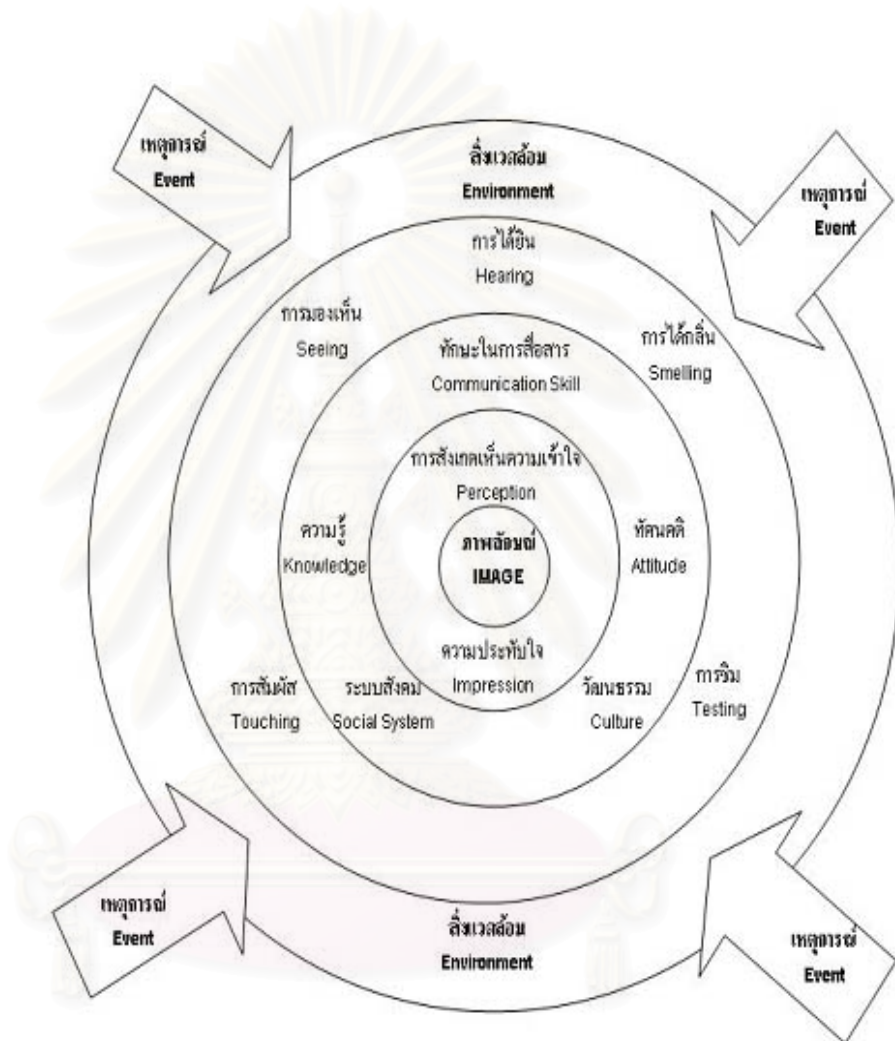 เหตุการณ์
Event
สิ่งแวดล้อม
Environment
เหตุการณ์
Event
การได้ยิน
Hearing
การมองเห็น
Seeing
การได้กลิ่น
Smelling
ทักษะในการสื่อสาร
Communication Skill
การสังเกตเห็นความเข้าใจ
Perception
ความรู้
Knowledge
ภาพลักษณ์
IMAGE
ทัศนคติ
Attitude
ความประทับใจ
Impression
การสัมผัส
Touching
ระบบสังคม
Social System
วัฒนธรรม
Culture
การชิม
Testing
เหตุการณ์
Event
สิ่งแวดล้อม
Environment
เหตุการณ์
Event